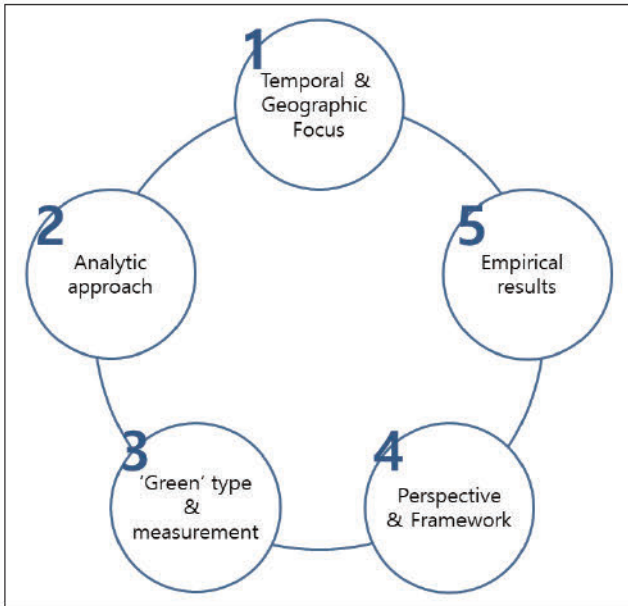 1
Temporal &
Geographic
Focus
2
Analytic
approach
3
'Green' type
&
measurement
4
Perspective
& Framework
5
Empirical
results